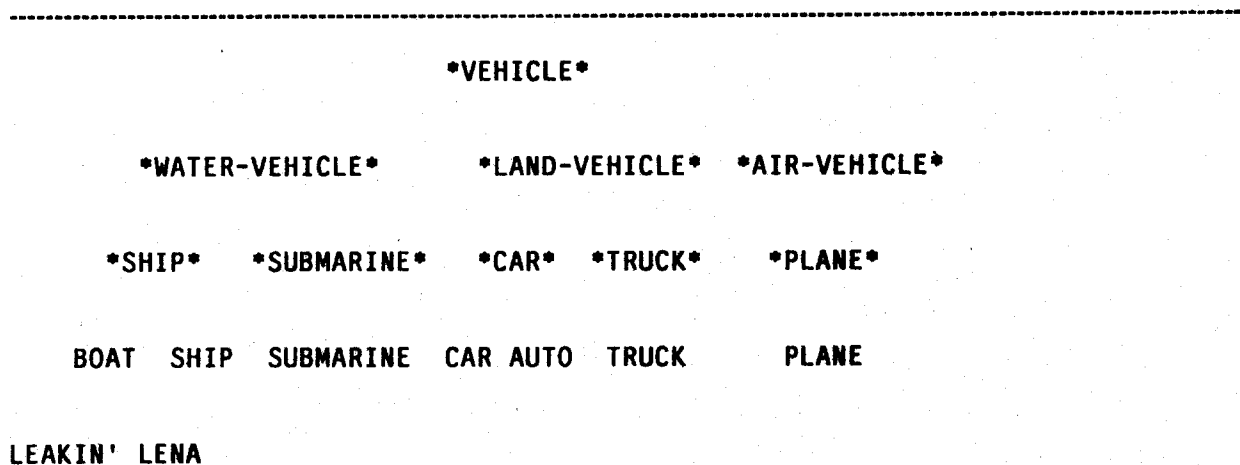 *VEHICLE*
*WATER-VEHICLE* *LAND-VEHICLE* *AIR-VEHICLE*
*SHIP* *SUBMARINE* *CAR* *TRUCK* *PLANE*
BOAT SHIP SUBMARINE CAR AUTO TRUCK PLANE
LEAKIN' LENA